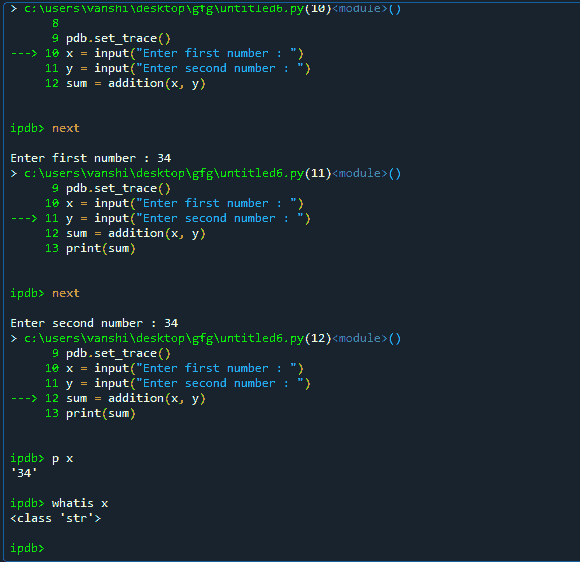 > c:\users\vanshi\desktop\gfg\untitled6.py(10)<module>()
8
9 pdb.set_trace()
---> 10 x = input("Enter first number : ")
11 y = input("Enter second number : ")
12 sum = addition(x, y)
ipdb> next
Enter first number : 34
> c:\users\vanshi\desktop\gfg\untitled6.py(11)<module>()
9 pdb.set_trace()
10 x = input("Enter first number : ")
---> 11 y = input("Enter second number : ")
12 sum = addition(x, y)
13 print(sum)
ipdb> next
Enter second number : 34
> c:\users\vanshi\desktop\gfg\untitled6.py(12)<module>()
9 pdb.set_trace()
10 x = input("Enter first number : ")
11 y = input("Enter second number : ")
---> 12 sum = addition(x, y)
13 print(sum)
ipdb> p x
'34'
ipdb> whatis x
<class 'str'>
ipdb>